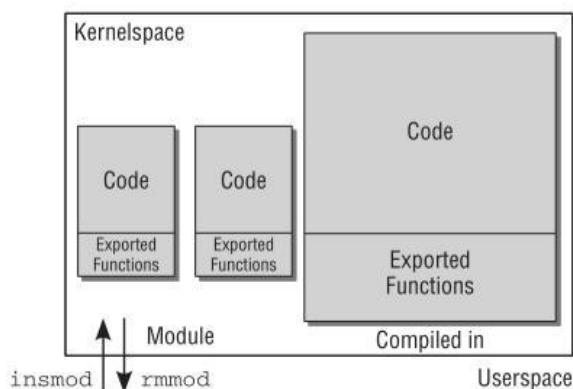 Kernelspace
Code
Code
Code
Exported
Functions
Exported
Functions
Exported
Functions
Module
Compiled in
insmod
rmmod
Userspace